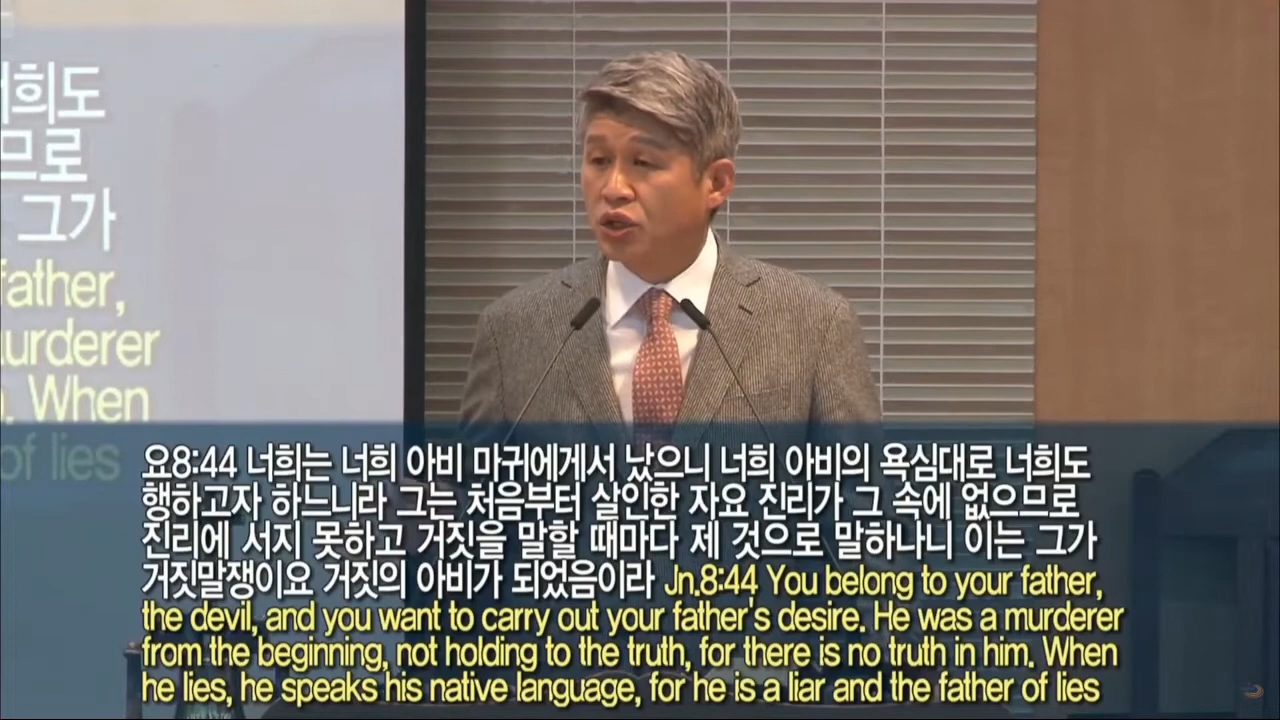 희도
므로
그가
father,
urderer
. When
of lies
요8:44 너희는 너희 아비 마귀에게서 났으니 너희 아비의 욕심대로 너희도
행하고자 하느니라 그는 처음부터 살인한 자요 진리가 그 속에 없으므로
진리에 서지 못하고 거짓을 말할 때마다 제 것으로 말하나니 이는 그가
거짓말쟁이요 거짓의 아비가 되었음이라 Jn.8:44 You belong to your father,
the devil, and you want to carry out your father's desire. He was a murderer
from the beginning, not holding to the truth, for there is no truth in him. When
he lies, he speaks his native language, for he is a liar and the father of lies